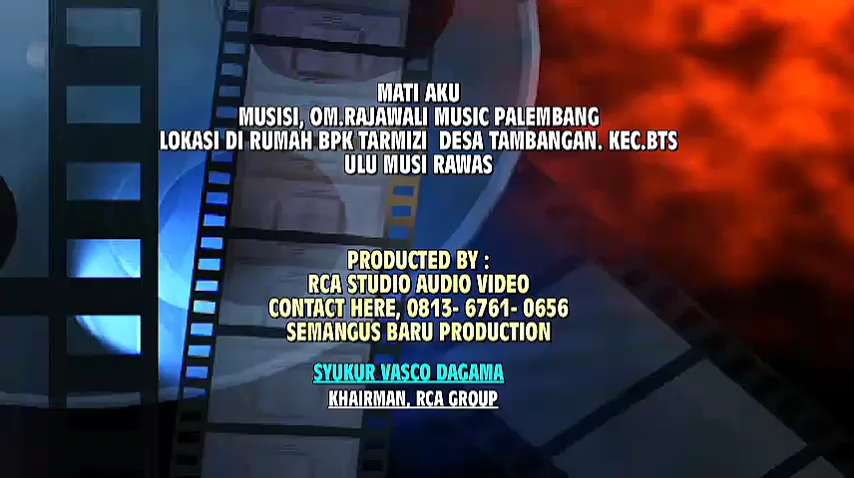 MATI AKU
MUSISI, OM.RAJAWALI MUSIC PALEMBANG
LOKASI DI RUMAH BPK TARMIZI DESA TAMBANGAN. KEC.BTS
ULU MUSI RAWAS
PRODUCTED BY :
RCA STUDIO AUDIO VIDEO
CONTACT HERE, 0813- 6761- 0656
SEMANGUS BARU PRODUCTION
SYUKUR VASCO DAGAMA
KHAIRMAN. RCA GROUP